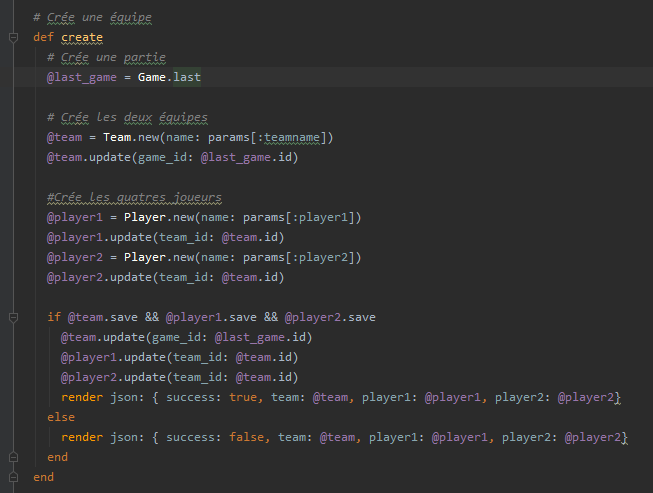 # Crée une équipe
def create
# Crée une partie
@last_game = Game.last
# Crée les deux équipes
@team = Team.new(name: params[:teamname])
@team.update(game_id: @last_game.id)
#Crée les quatres joueurs
@player1 = Player.new(name: params[:player1])
@player1.update(team_id: @team.id)
@player2 = Player.new(name: params[:player2])
@player2.update(team_id: @team.id)
if @team.save && @player1.save && @player2.save
@team.update(game_id: @last_game.id)
@player1.update(team_id: @team.id)
@player2.update(team_id: @team.id)
render json: { success: true, team: @team, player1: @player1, player2: @player2}
else
render json: { success: false, team: @team, player1: @player1, player2: @player2}
end
end